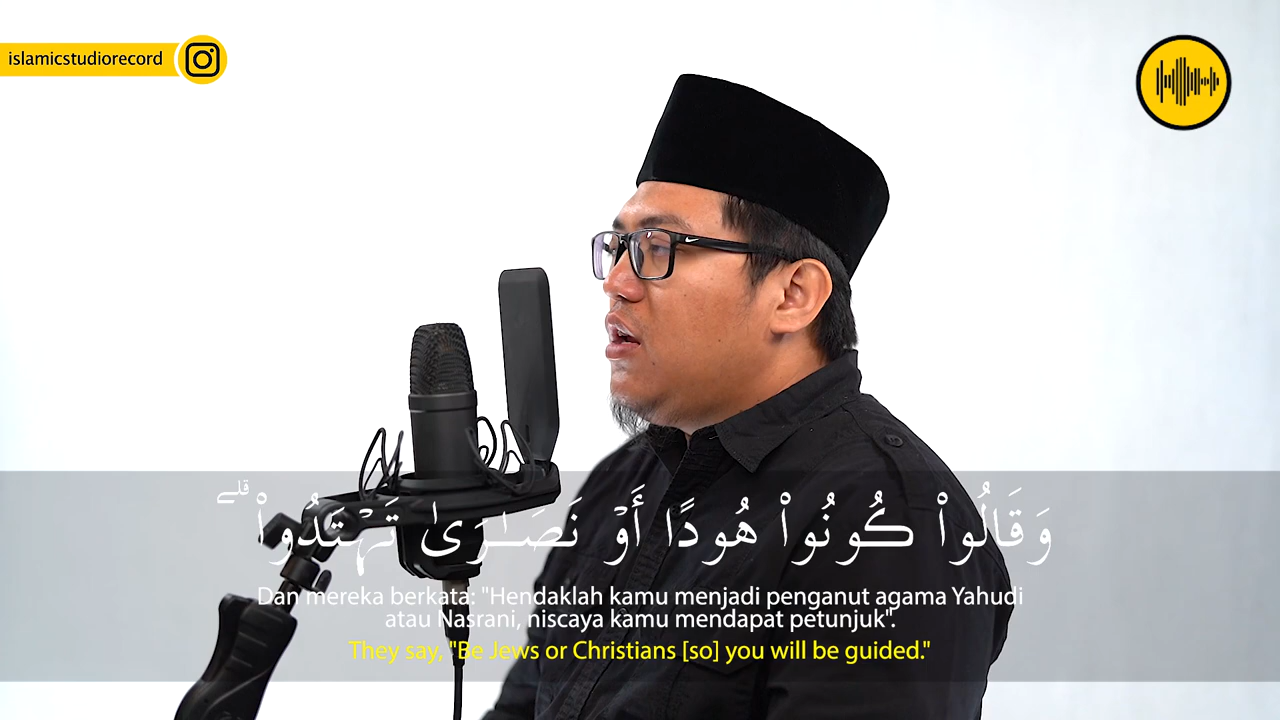 islamicstudiorecord
وَقَالُوا۟ كُونُوا۟ هُودًا أَوْ نَصَـٰرَىٰ تَهْتَدُوا۟ ۗ
Dan mereka berkata: "Hendaklah kamu menjadi penganut agama Yahudi
atau Nasrani, niscaya kamu mendapat petunjuk".
They say, "Be Jews or Christians [so] you will be guided."